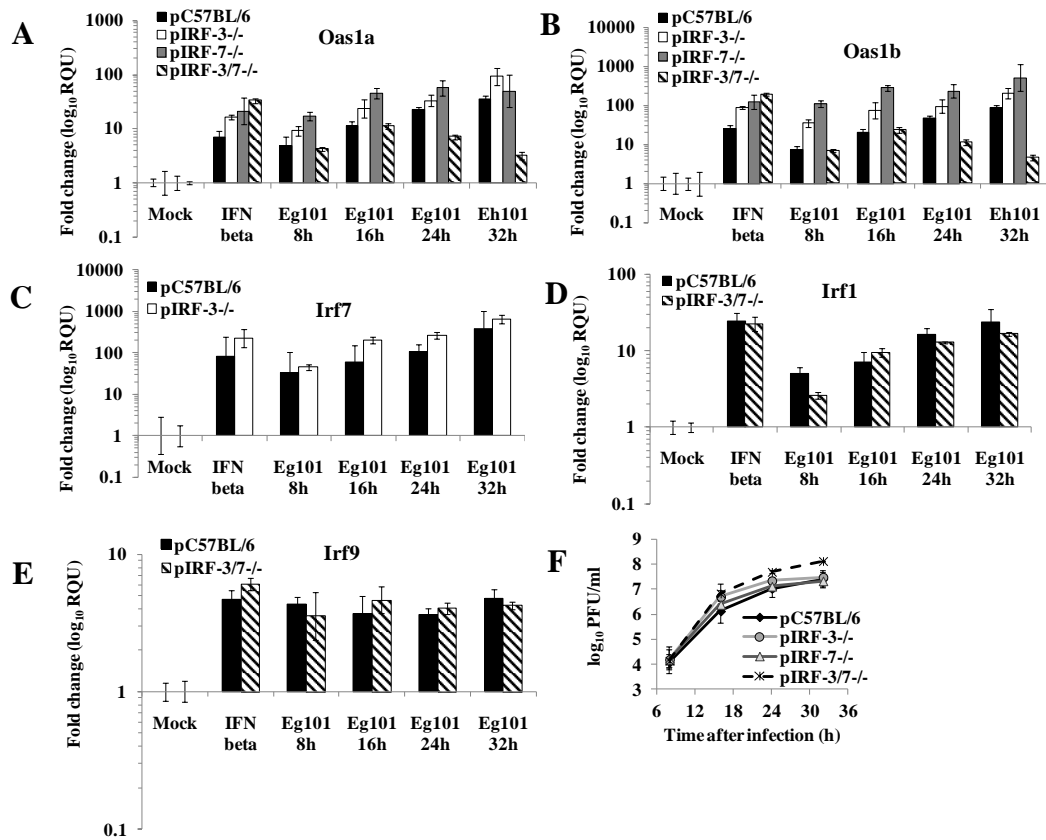 A
Oas1a
pC57BL/6
pIRF-3-/-
pIRF-7-/-
pIRF-3/7-/-
Fold change (log10 RQU)
1000
100
10
1
0.1
Mock
IFN beta
Eg101 8h
Eg101 16h
Eg101 24h
Eh101 32h
B
Oas1b
pC57BL/6
pIRF-3-/-
pIRF-7-/-
pIRF-3/7-/-
Fold change (log10 RQU)
10000
1000
100
10
1
0.1
Mock
IFN beta
Eg101 8h
Eg101 16h
Eg101 24h
Eh101 32h
C
Irf7
pC57BL/6
pIRF-3-/-
Fold change (log10 RQU)
10000
1000
100
10
1
0.1
Mock
IFN beta
Eg101 8h
Eg101 16h
Eg101 24h
Eg101 32h
D
Irf1
pC57BL/6
pIRF-3/7-/-
Fold change (log10 RQU)
100
10
1
0.1
Mock
IFN beta
Eg101 8h
Eg101 16h
Eg101 24h
Eg101 32h
E
Irf9
pC57BL/6
pIRF-3/7-/-
Fold change (log10 RQU)
10
1
0.1
Mock
IFN beta
Eg101 8h
Eg101 16h
Eg101 24h
Eg101 32h
F
log10 PFU/ml
9
8
7
6
5
4
3
pC57BL/6
pIRF-3-/-
pIRF-7-/-
pIRF-3/7-/-
6 12 18 24 30 36
Time after infection (h)